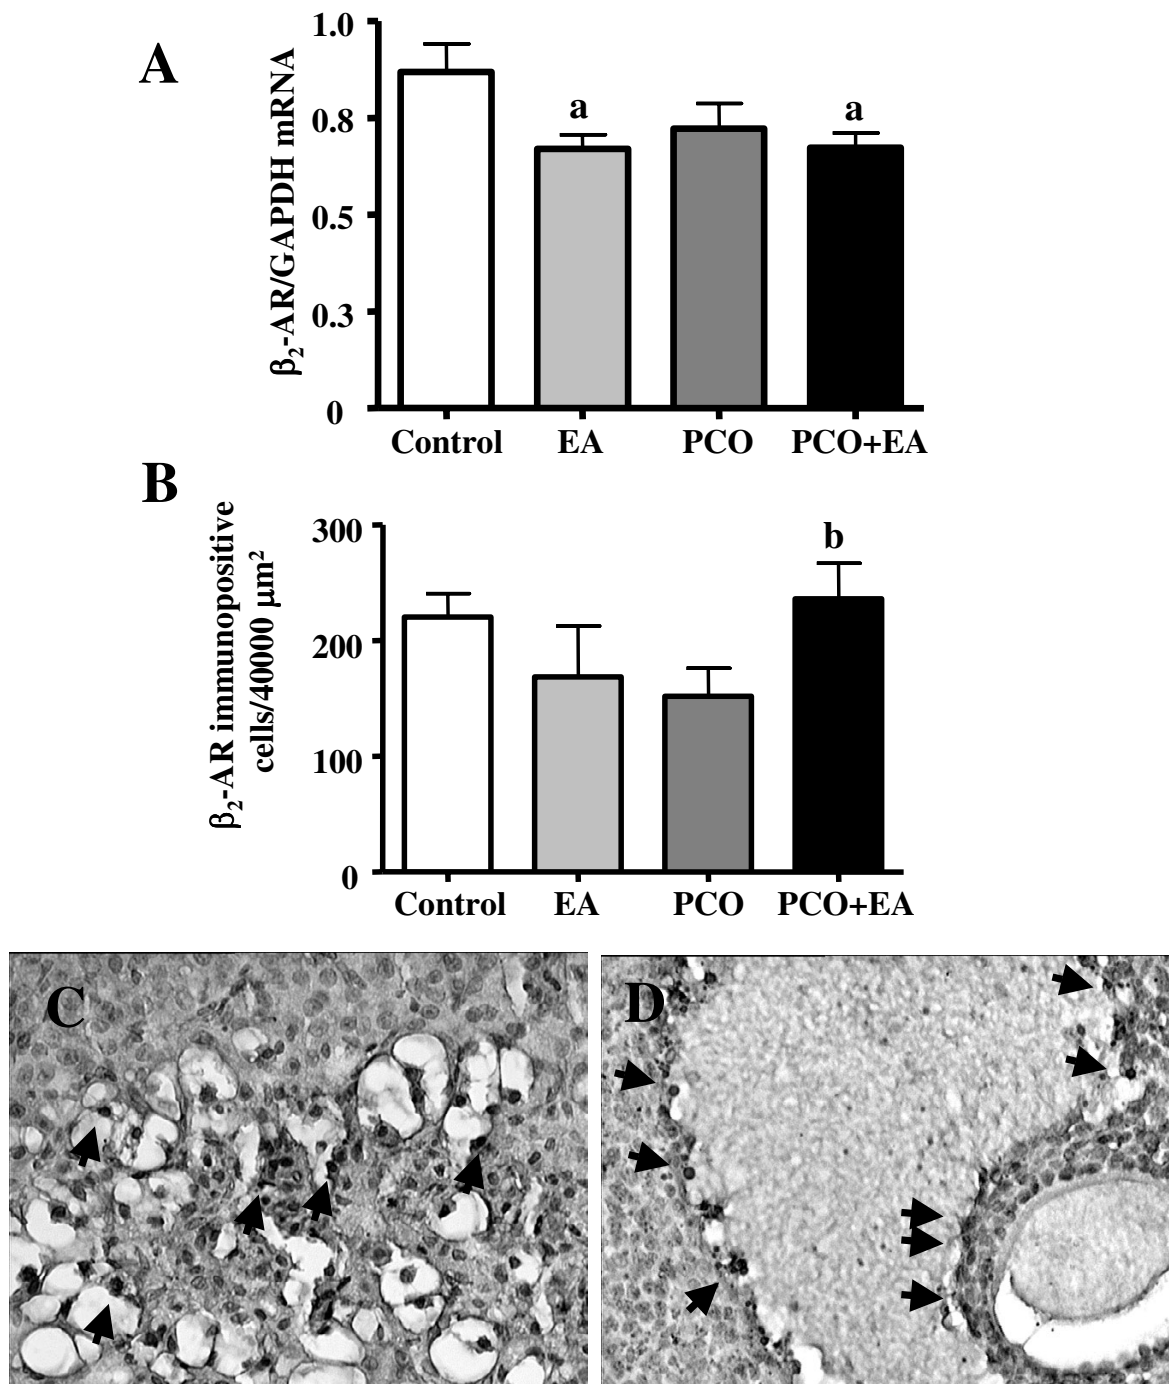 A
β₂-AR/GAPDH mRNA
1.0
0.8
0.5
0.3
0
a
a
Control EA PCO PCO+EA
B
β₂-AR immunopositive
cells/40000 μm²
300
200
100
0
b
Control EA PCO PCO+EA
C
D